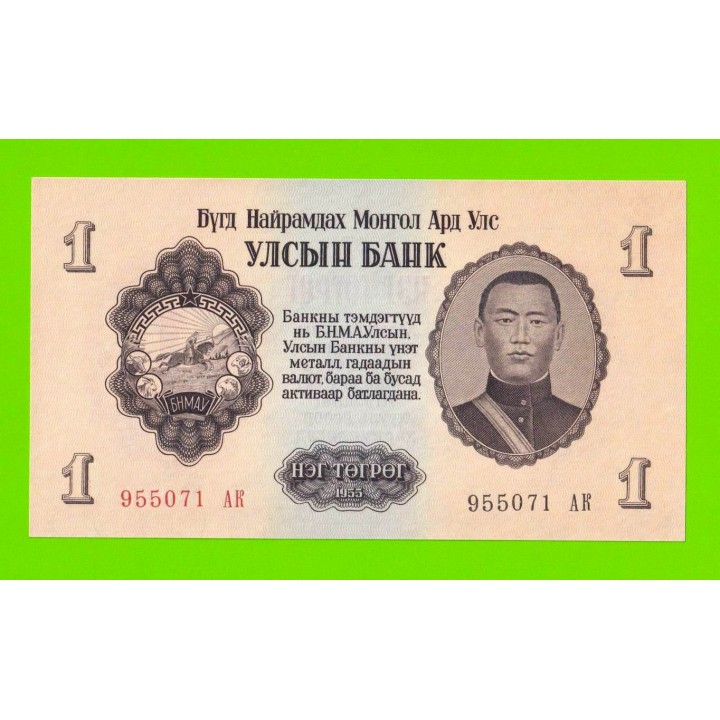 Бүгд Найрамдах Монгол Ард Улс
УЛСЫН БАНК
1
1
Банкны тэмдэгтүүд
нь Б.Н.М.А.Улсын,
Улсын Банкны үнэт
металл, гадаадын
валют, бараа ба бусад
активаар батлагдана.
БНМАУ
НЭГ ТӨГРӨГ
1955
1
1
955071 АК
955071 АК